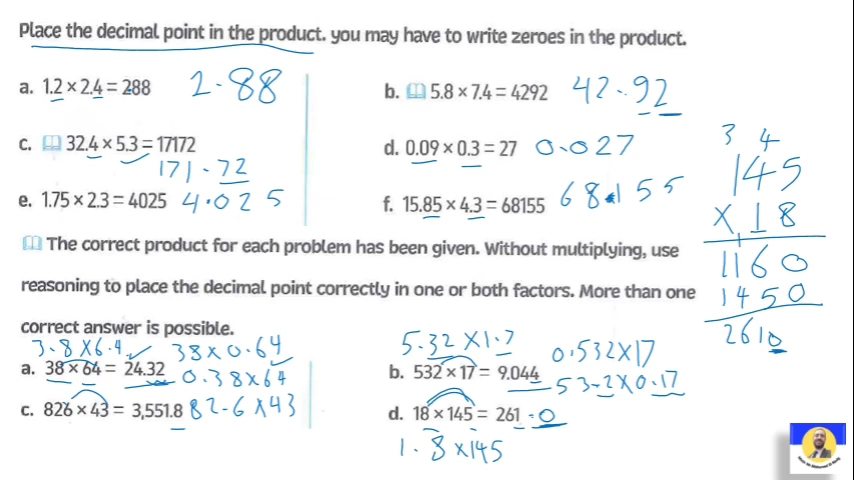 Place the decimal point in the product. you may have to write zeroes in the product.
a. 1.2 × 2.4 = 288 2.88
b. 5.8 × 7.4 = 4292 42.92
c. 32.4 × 5.3 = 17172
171.72
d. 0.09 × 0.3 = 27 0.027
e. 1.75 × 2.3 = 4025 4.025
f. 15.85 × 4.3 = 68155 68.155
3 4
145
× 18
1160
1450
2610
The correct product for each problem has been given. Without multiplying, use
reasoning to place the decimal point correctly in one or both factors. More than one
correct answer is possible.
3.8 × 6.4 38 × 0.64
a. 38 × 64 = 24.32 0.38 × 64
5.32 × 1.7 0.532 × 17
b. 532 × 17 = 9.044 53.2 × 0.17
c. 826 × 43 = 3,551.8 82.6 × 43
d. 18 × 145 = 261.0
1.8 × 145